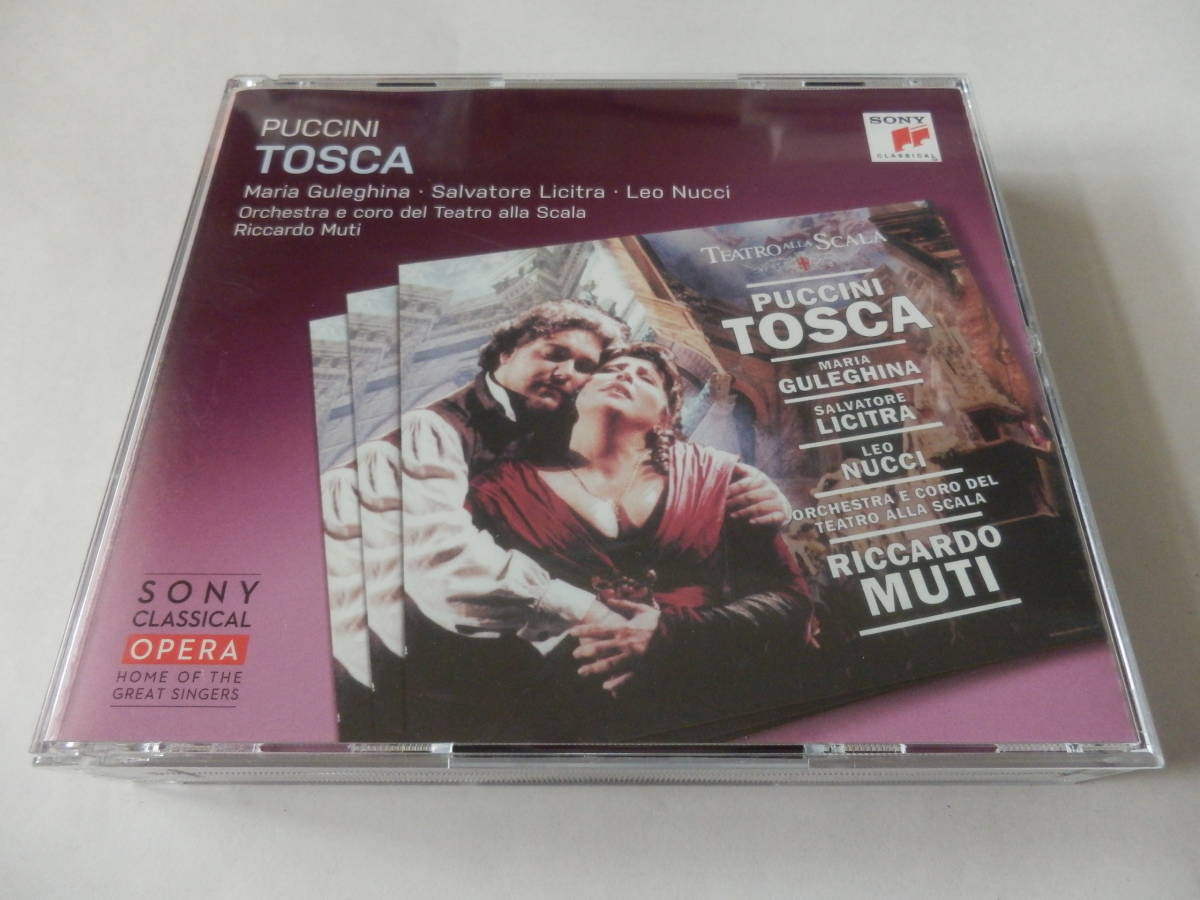 PUCCINI
TOSCA
Maria Guleghina · Salvatore Licitra · Leo Nucci
Orchestra e coro del Teatro alla Scala
Riccardo Muti
SONY
CLASSICAL
TEATRO ALLA SCALA
PUCCINI
TOSCA
MARIA
GULEGHINA
SALVATORE
LICITRA
LEO
NUCCI
ORCHESTRA E CORO DEL
TEATRO ALLA SCALA
RICCARDO
MUTI
SONY
CLASSICAL
OPERA
HOME OF THE
GREAT SINGERS